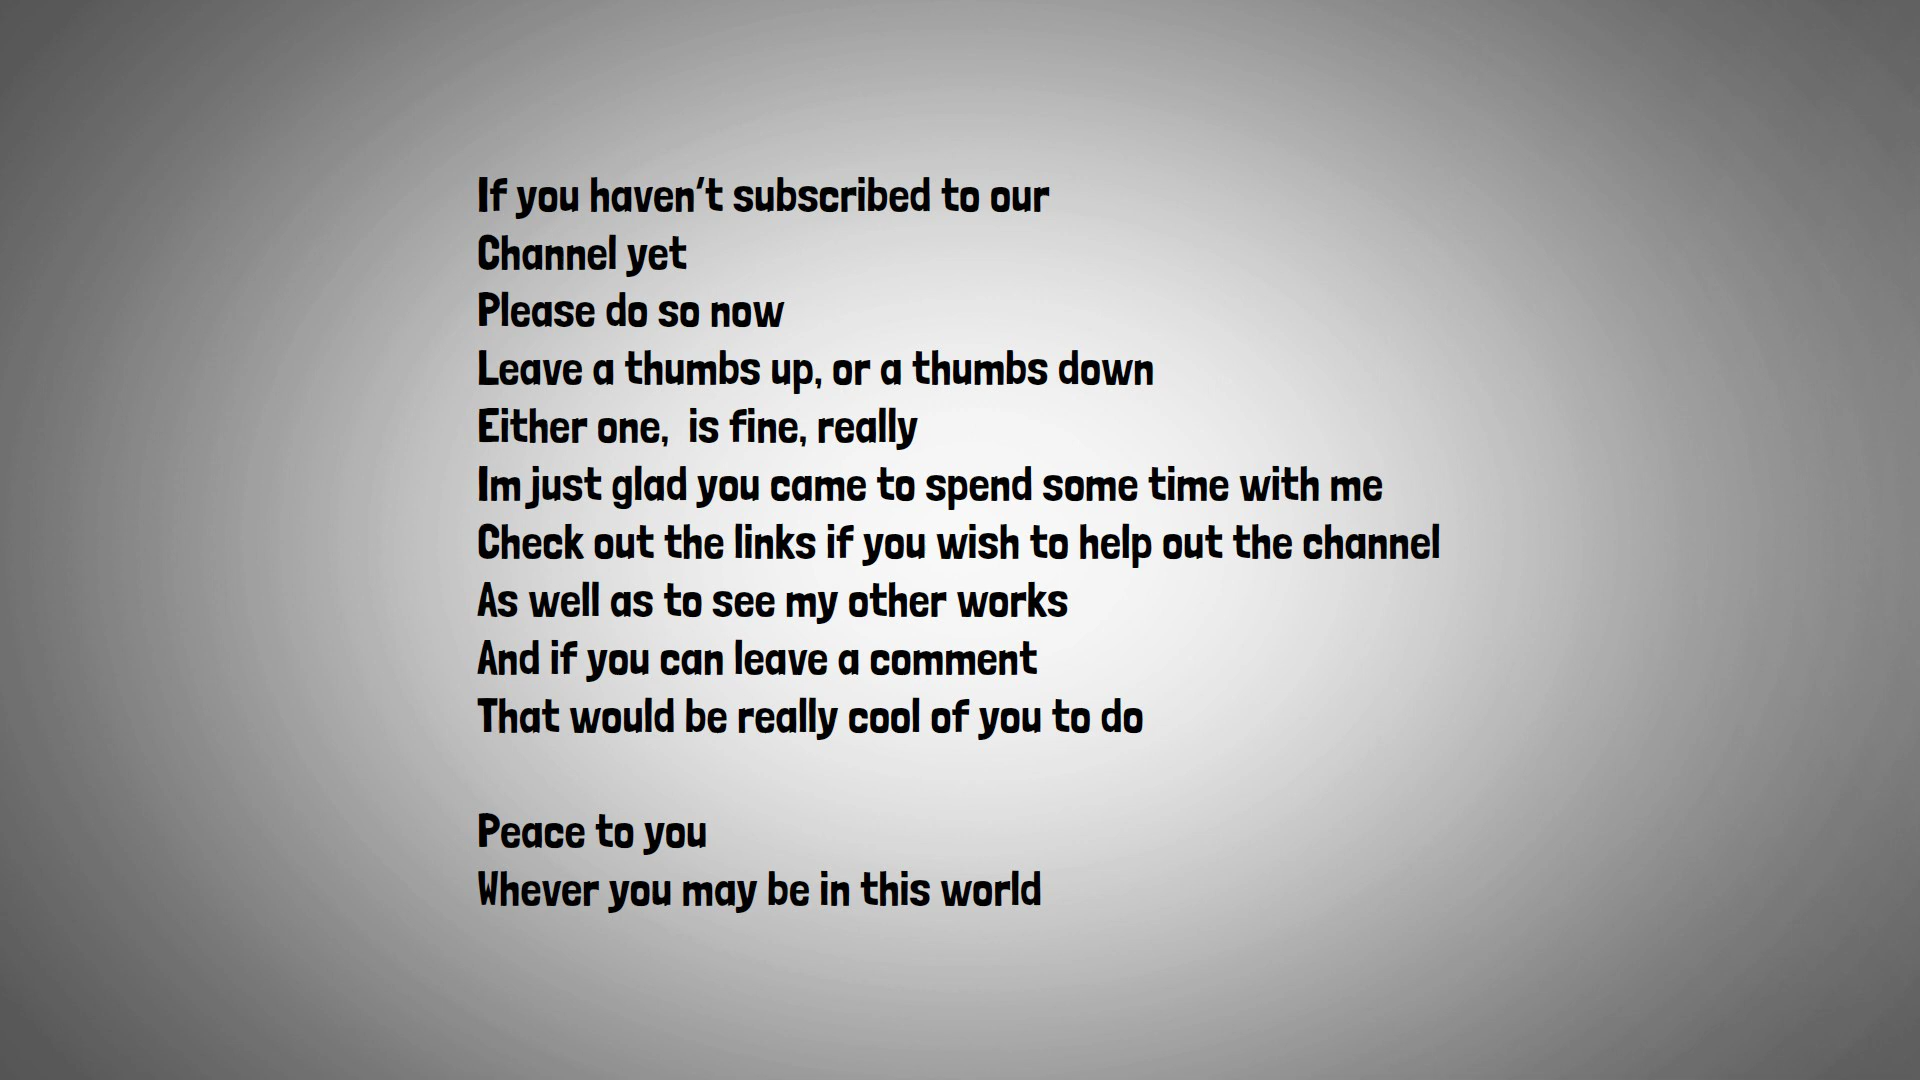 If you haven't subscribed to our
Channel yet
Please do so now
Leave a thumbs up, or a thumbs down
Either one,  is fine, really
Im just glad you came to spend some time with me
Check out the links if you wish to help out the channel
As well as to see my other works
And if you can leave a comment
That would be really cool of you to do
Peace to you
Whever you may be in this world